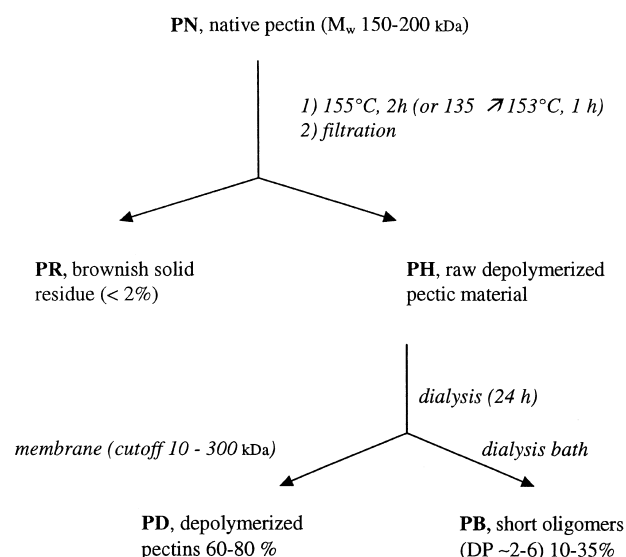 PN, native pectin (Mw 150-200 kDa)
1) 155°C, 2h (or 135 ↗153°C, 1 h)
2) filtration
PR, brownish solid
residue (< 2%)
PH, raw depolymerized
pectic material
dialysis (24 h)
membrane (cutoff 10 - 300 kDa)
dialysis bath
PD, depolymerized
pectins 60-80 %
PB, short oligomers
(DP ~2-6) 10-35%